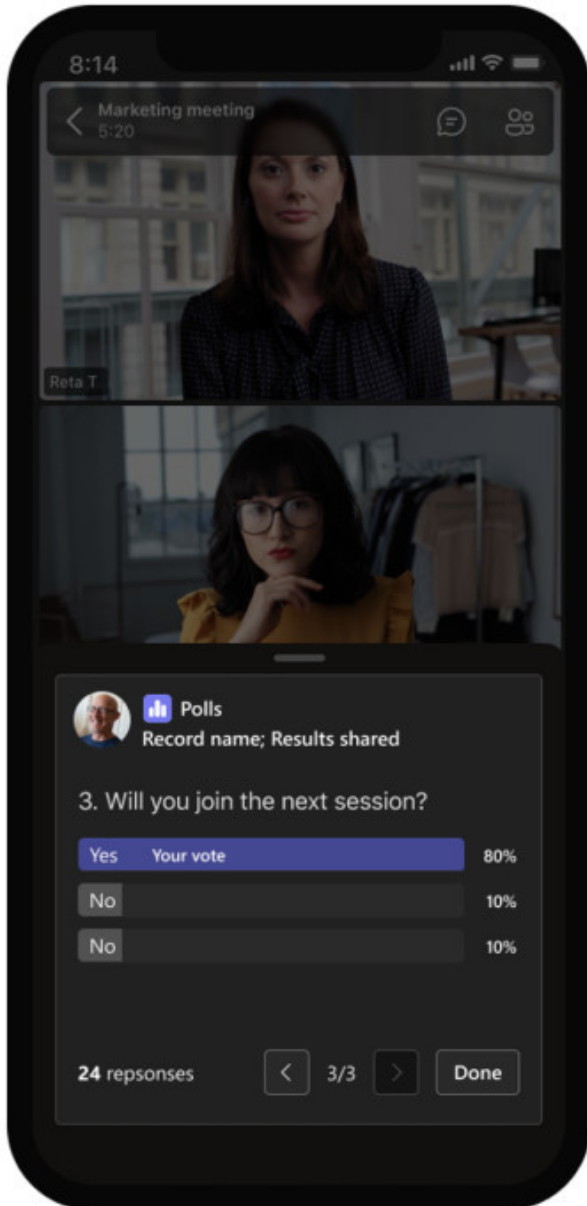 8:14
Marketing meeting
5:20
Reta T
Polls
Record name; Results shared
3. Will you join the next session?
Yes Your vote 80%
No 10%
No 10%
24 repsonses 3/3 Done